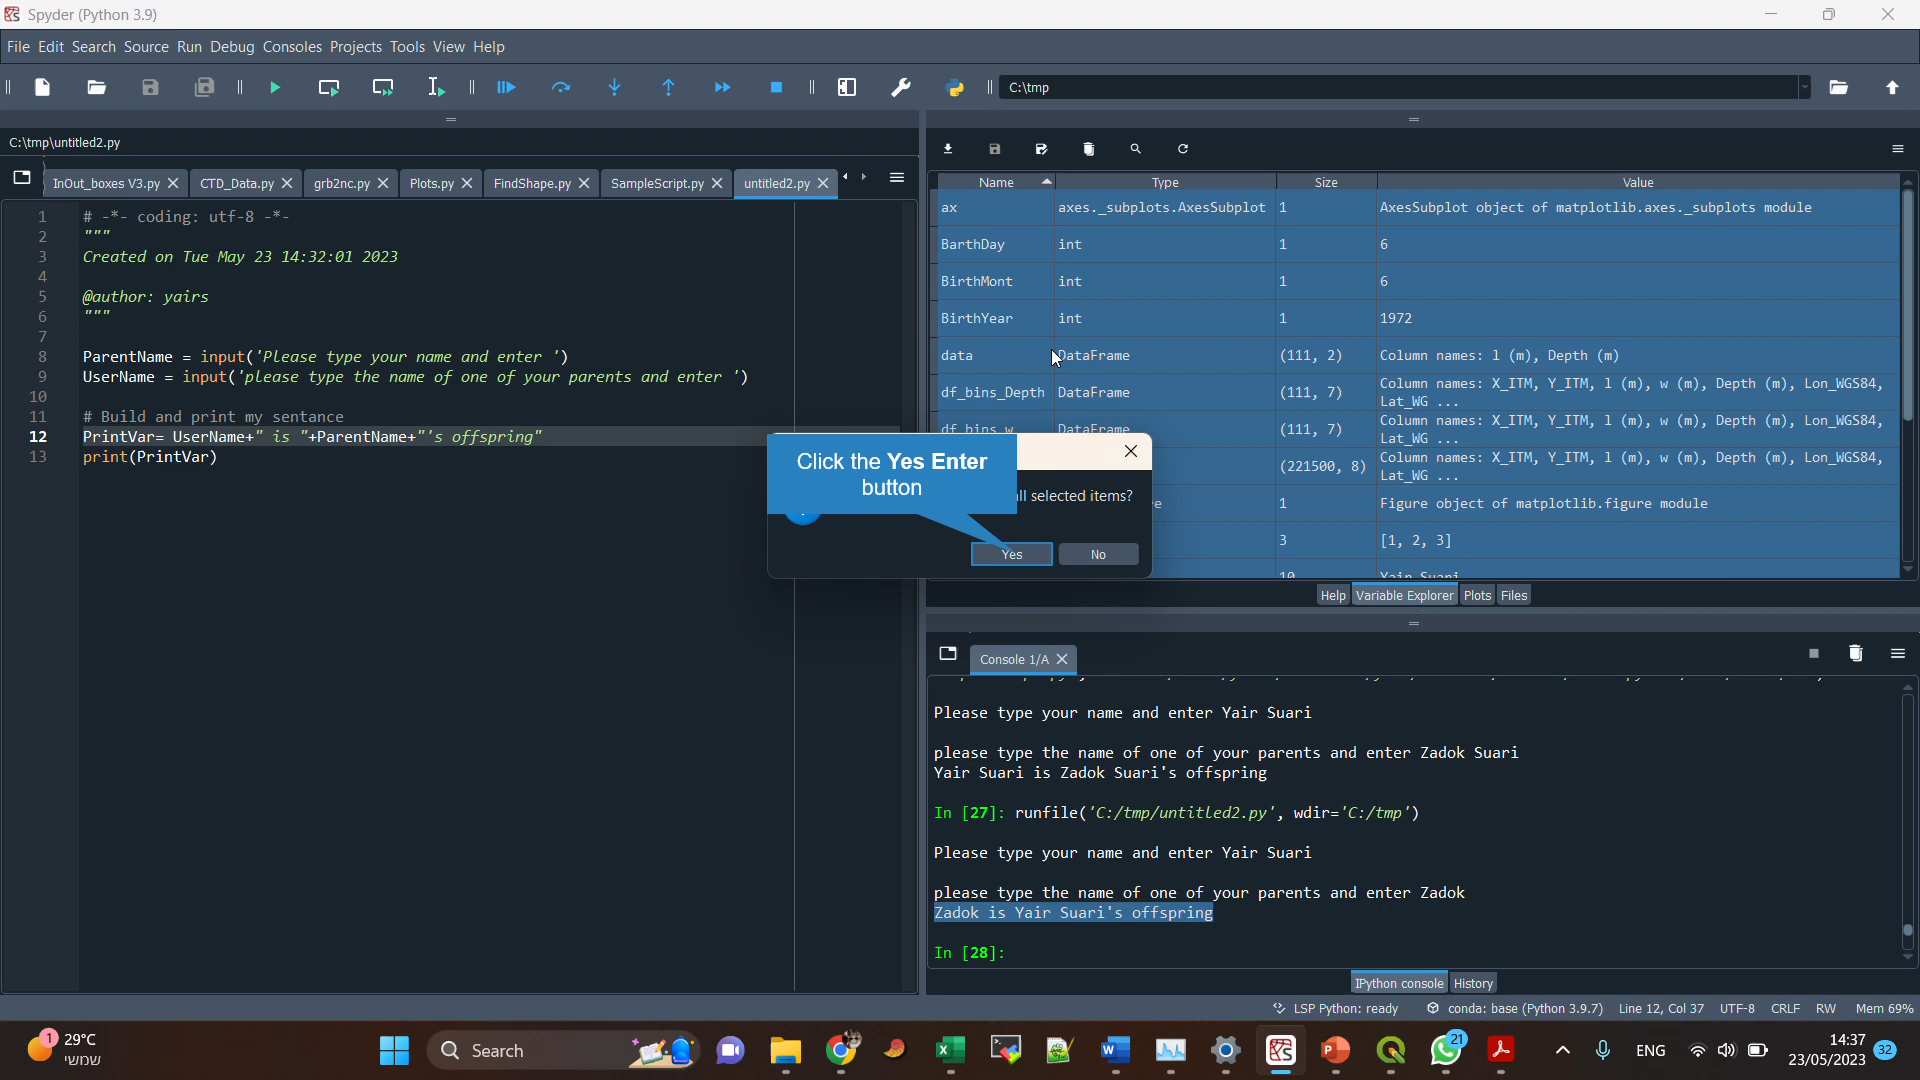 Spyder (Python 3.9)
File Edit Search Source Run Debug Consoles Projects Tools View Help
C:\tmp
C:\tmp\untitled2.py
InOut_boxes V3.py CTD_Data.py grb2nc.py Plots.py FindShape.py SampleScript.py untitled2.py
1 # -*- coding: utf-8 -*-
2 """
3 Created on Tue May 23 14:32:01 2023
4
5 @author: yairs
6 """
7
8 ParentName = input('Please type your name and enter ')
9 UserName = input('please type the name of one of your parents and enter ')
10
11 # Build and print my sentance
12 PrintVar= UserName+" is "+ParentName+"'s offspring"
13 print(PrintVar)
Name Type Size Value
ax axes._subplots.AxesSubplot 1 AxesSubplot object of matplotlib.axes._subplots module
BarthDay int 1 6
BirthMont int 1 6
BirthYear int 1 1972
data DataFrame (111, 2) Column names: l (m), Depth (m)
df_bins_Depth DataFrame (111, 7) Column names: X_ITM, Y_ITM, l (m), w (m), Depth (m), Lon_WGS84,
Lat_WG ...
df_bins_w DataFrame (111, 7) Column names: X_ITM, Y_ITM, l (m), w (m), Depth (m), Lon_WGS84,
Lat_WG ...
(221500, 8) Column names: X_ITM, Y_ITM, l (m), w (m), Depth (m), Lon_WGS84,
Lat_WG ...
e 1 Figure object of matplotlib.figure module
3 [1, 2, 3]
10 Yair Suari
Click the Yes Enter
button
all selected items?
Yes No
Help Variable Explorer Plots Files
Console 1/A
Please type your name and enter Yair Suari
please type the name of one of your parents and enter Zadok Suari
Yair Suari is Zadok Suari's offspring
In [27]: runfile('C:/tmp/untitled2.py', wdir='C:/tmp')
Please type your name and enter Yair Suari
please type the name of one of your parents and enter Zadok
Zadok is Yair Suari's offspring
In [28]:
IPython console History
LSP Python: ready conda: base (Python 3.9.7) Line 12, Col 37 UTF-8 CRLF RW Mem 69%
1 29°C
שמשי
Search
21
ENG
14:37
23/05/2023 32